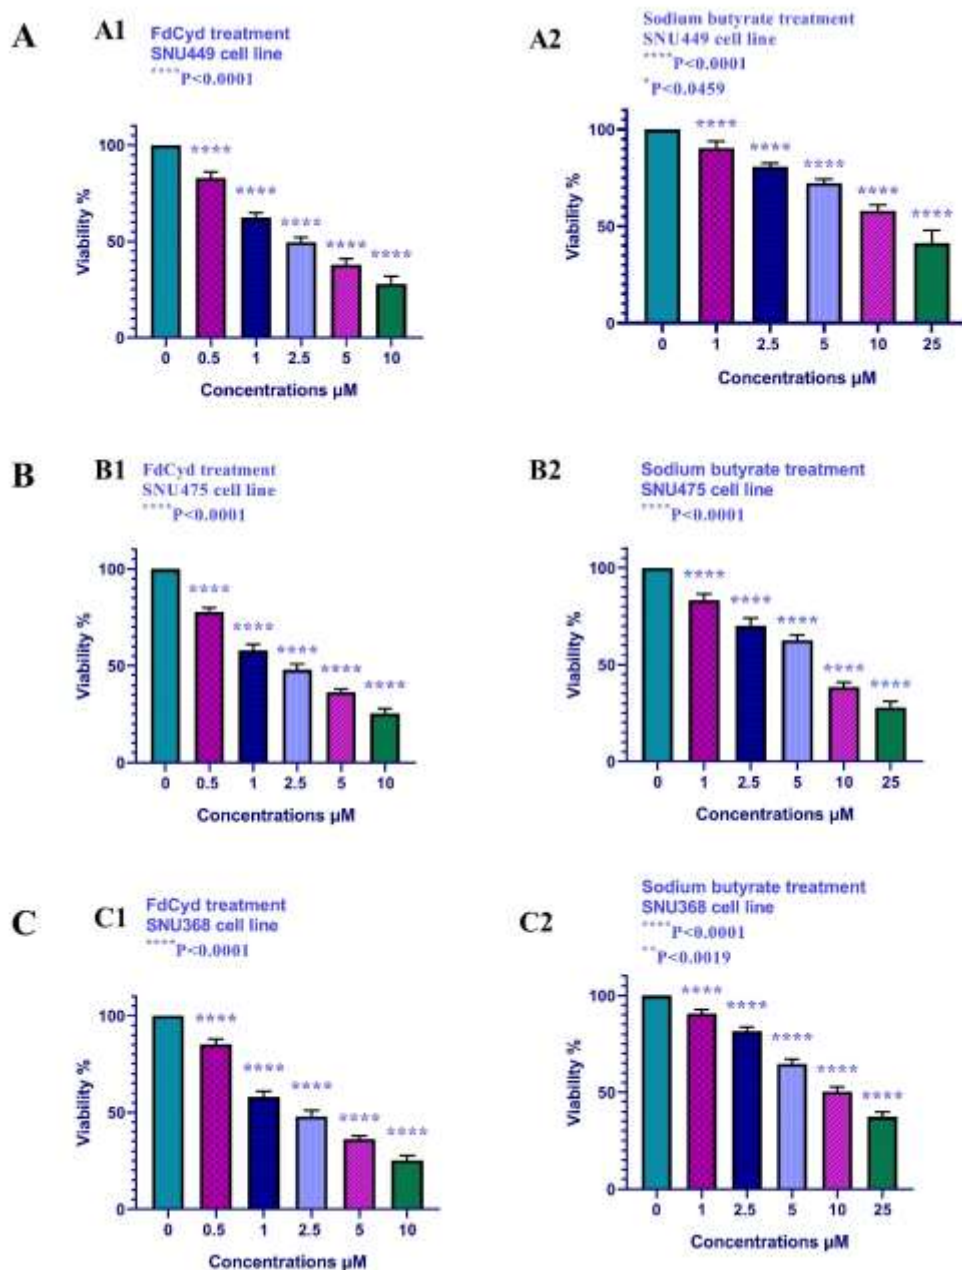 A
A1
FdCyd treatment
SNU449 cell line
****P<0.0001
Viability %
100
50
0
**** **** **** **** ****
0 0.5 1 2.5 5 10
Concentrations µM
A2
Sodium butyrate treatment
SNU449 cell line
****P<0.0001
*P<0.0459
Viability %
100
50
0
**** **** **** **** ****
0 1 2.5 5 10 25
Concentrations µM
B
B1
FdCyd treatment
SNU475 cell line
****P<0.0001
Viability %
100
50
0
**** **** **** **** ****
0 0.5 1 2.5 5 10
Concentrations µM
B2
Sodium butyrate treatment
SNU475 cell line
****P<0.0001
Viability %
100
50
0
**** **** **** **** ****
0 1 2.5 5 10 25
Concentrations µM
C
C1
FdCyd treatment
SNU368 cell line
****P<0.0001
Viability %
100
50
0
**** **** **** **** ****
0 0.5 1 2.5 5 10
Concentrations µM
C2
Sodium butyrate treatment
SNU368 cell line
****P<0.0001
**P<0.0019
Viability %
100
50
0
**** **** **** **** ****
0 1 2.5 5 10 25
Concentrations µM